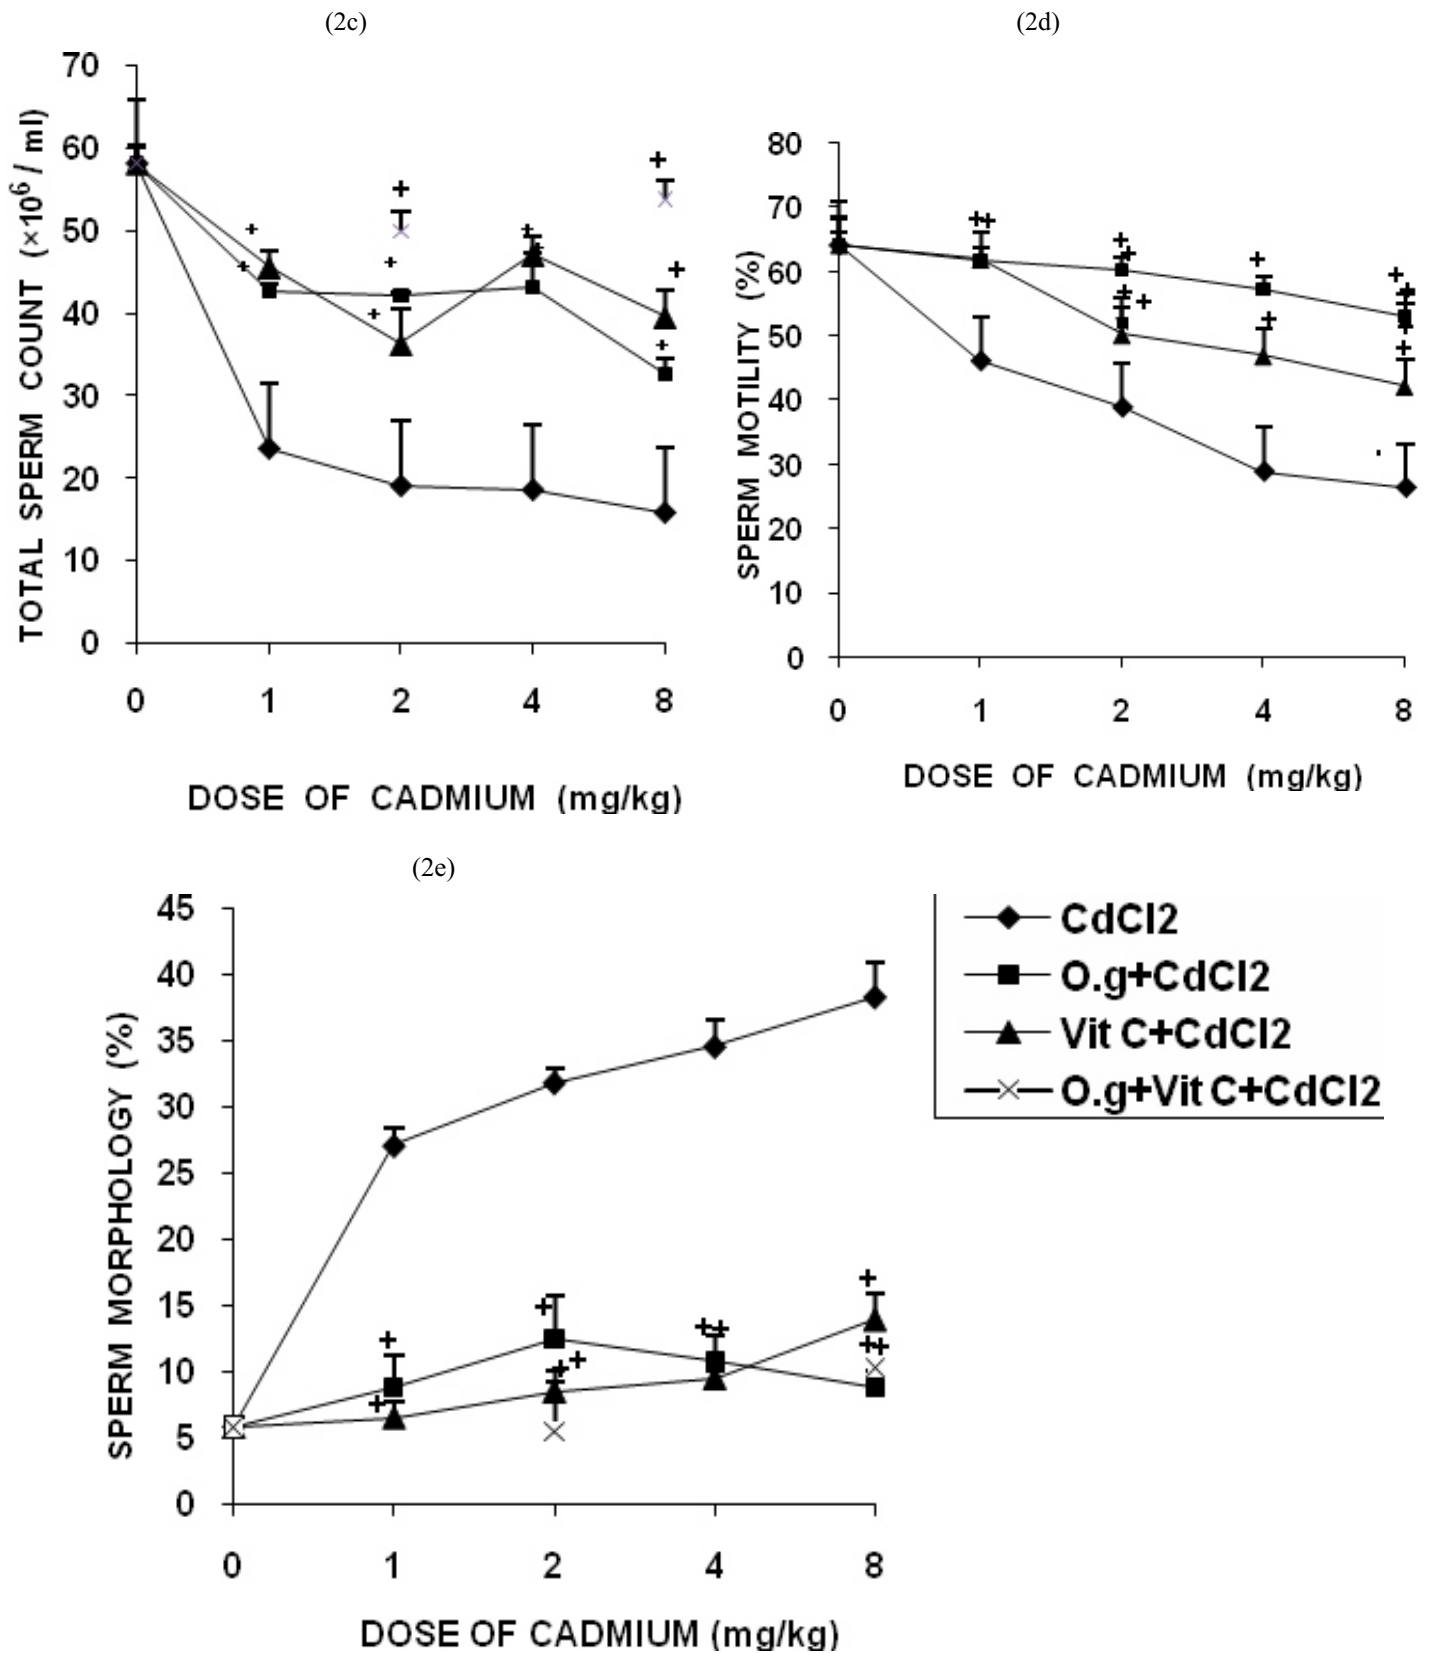 (2c)
TOTAL SPERM COUNT (×10⁶ / ml)
70
60
50
40
30
20
10
0
0 1 2 4 8
DOSE OF CADMIUM (mg/kg)
(2d)
SPERM MOTILITY (%)
80
70
60
50
40
30
20
10
0
0 1 2 4 8
DOSE OF CADMIUM (mg/kg)
(2e)
SPERM MORPHOLOGY (%)
45
40
35
30
25
20
15
10
5
0
0 1 2 4 8
DOSE OF CADMIUM (mg/kg)
CdCl2
O.g+CdCl2
Vit C+CdCl2
O.g+Vit C+CdCl2